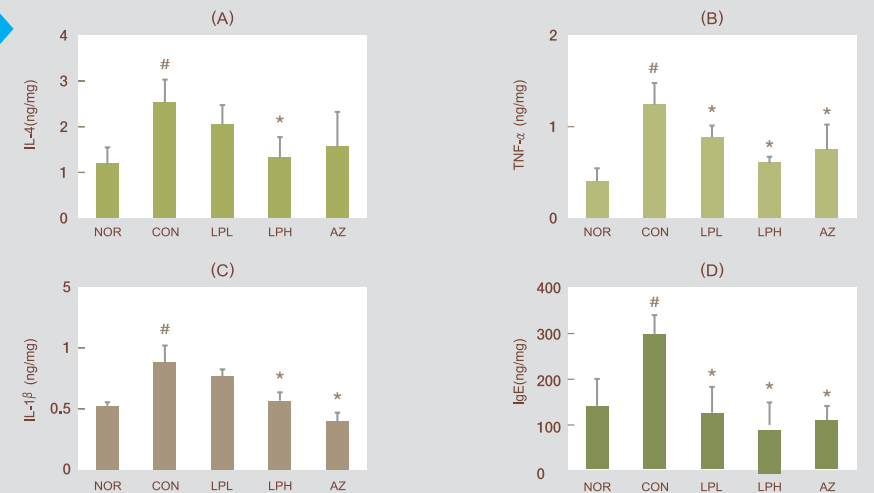 (A)
IL-4(ng/mg)
4
3
2
1
0
#
*
NOR CON LPL LPH AZ
(B)
TNF-α (ng/mg)
2
1
0
#
*
*
*
NOR CON LPL LPH AZ
(C)
IL-1β (ng/mg)
5
1
0.5
0
#
*
*
NOR CON LPL LPH AZ
(D)
IgE(ng/mg)
400
300
200
100
0
#
*
*
*
NOR CON LPL LPH AZ